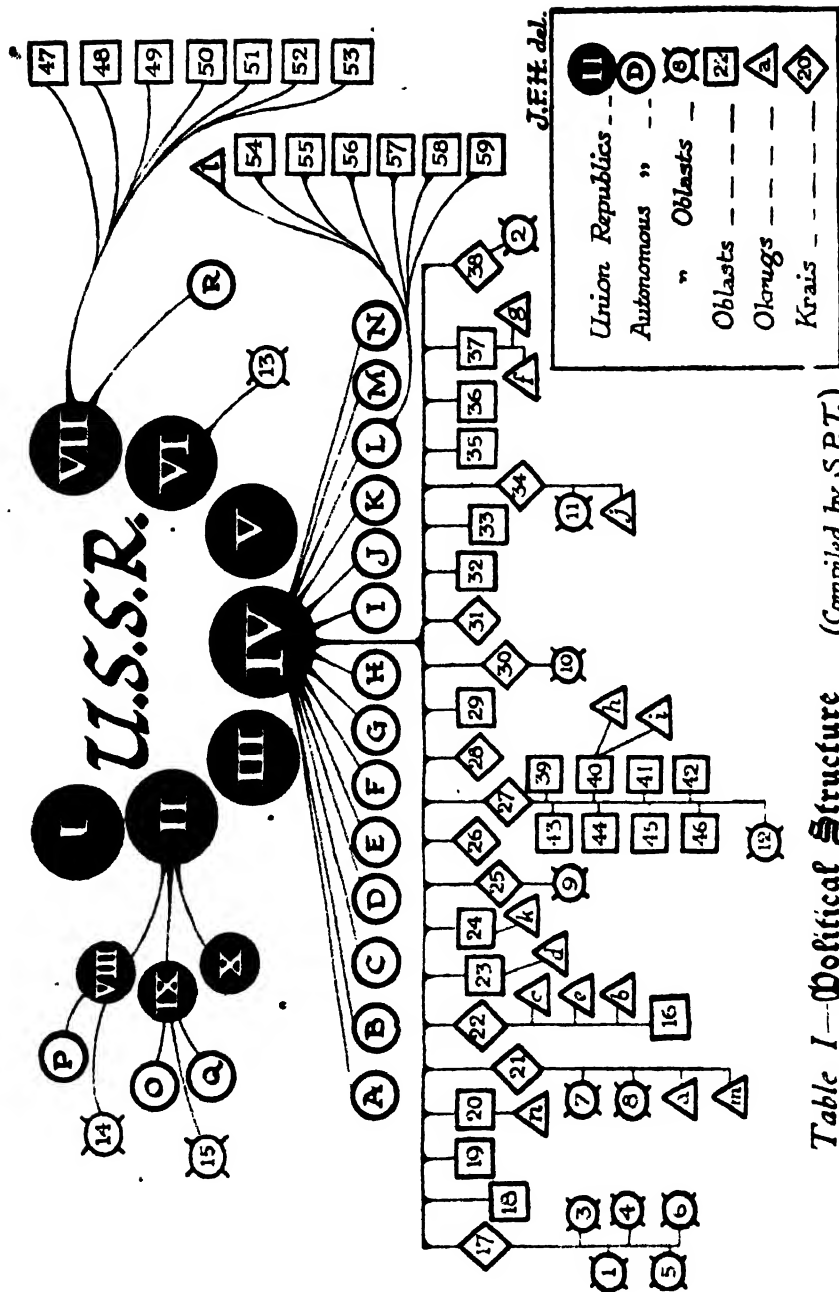 U.S.S.R.
I
II
III
IV
V
VI
VII
VIII
IX
X
P
O
Q
14
15
R
13
47
48
49
50
51
52
53
A B C D E F G H I J K L M N
l
54
55
56
57
58
59
17 18 19 20 21 22 23 24 25 26 27 28 29 30 31 32 33 34 35 36 37 38
1 3
4
5 6
n
7
8
a
m
c
e
b
16
d
k
9
39
43
40
44
41
45
42
46
12
h
i
10
11
j
f g
2
J.F.H. del.
Union Republics II
Autonomous " D
" Oblasts 8
Oblasts 22
Okrugs a
Krais 20
Table I—Political Structure (Compiled by S.P.T.)